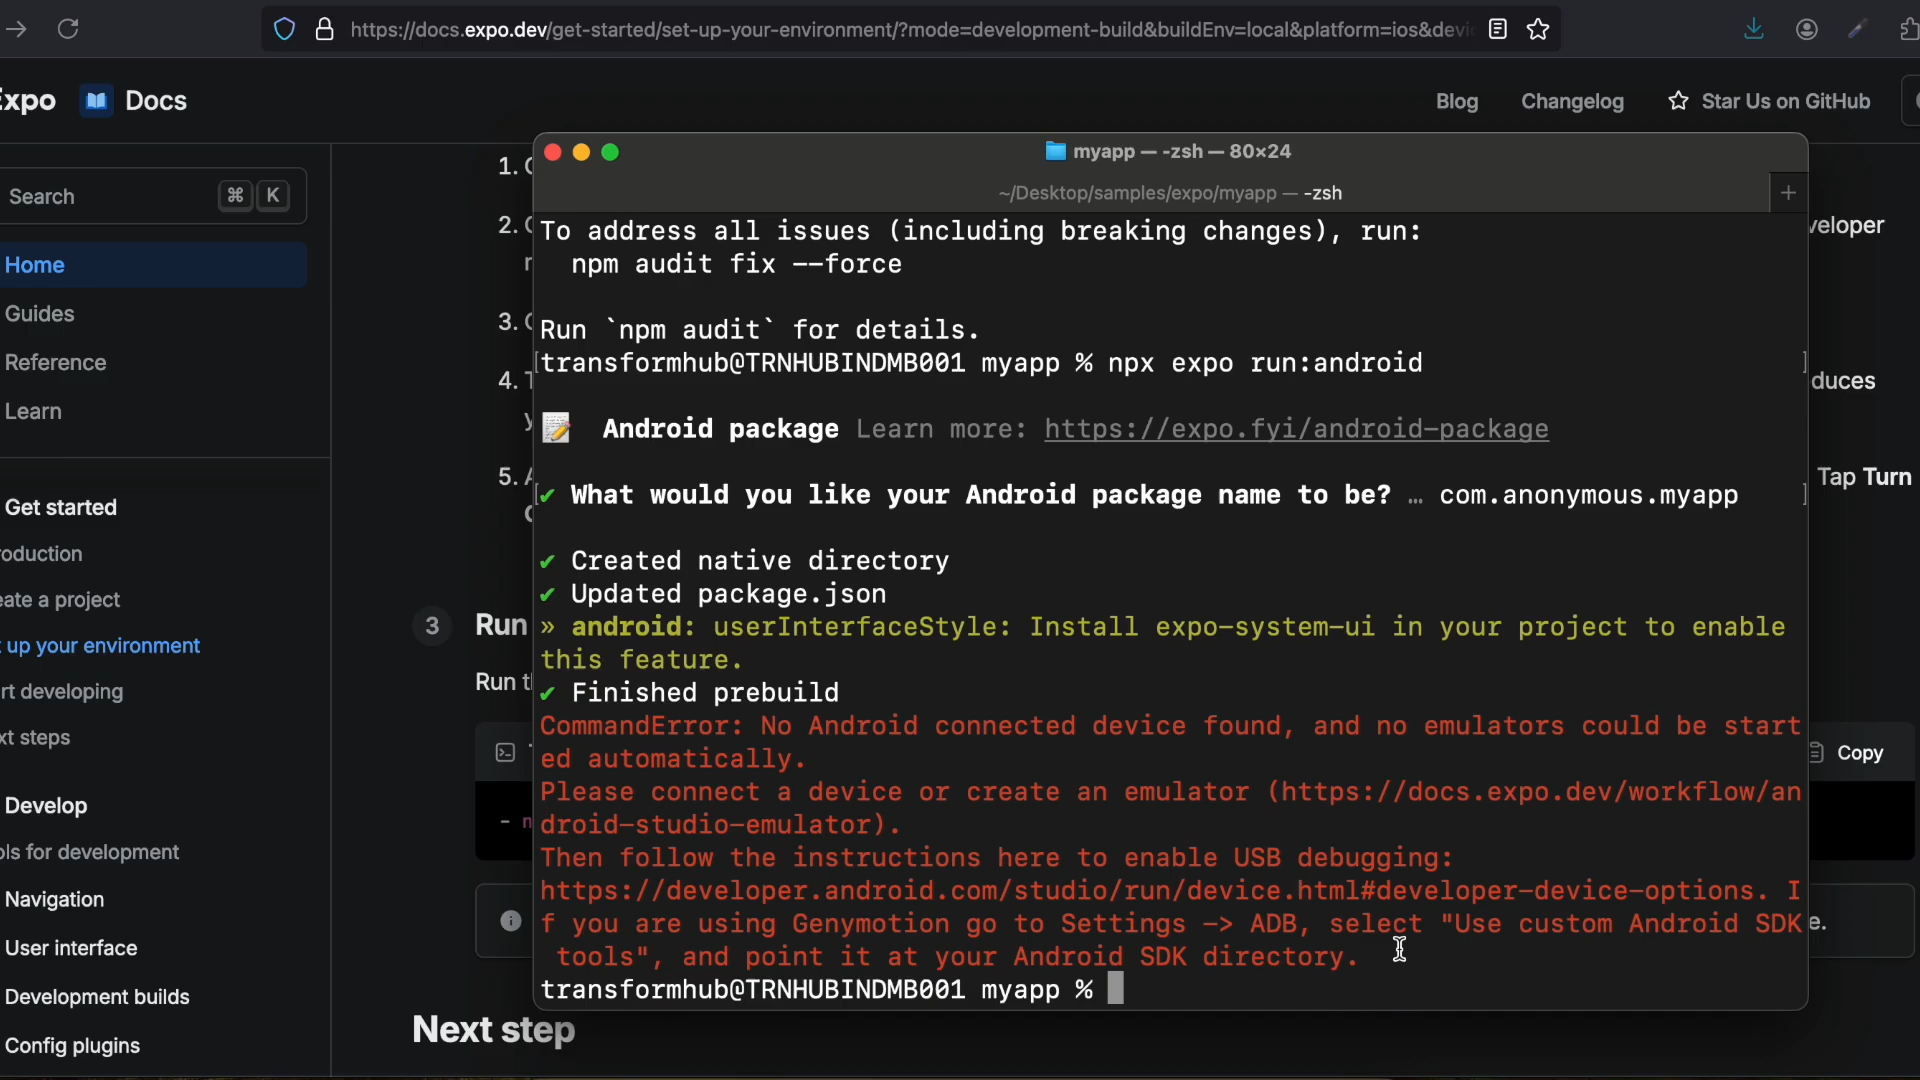 https://docs.expo.dev/get-started/set-up-your-environment/?mode=development-build&buildEnv=local&platform=ios&devi
Expo Docs
Blog Changelog Star Us on GitHub
Search ⌘ K
Home
Guides
Reference
Learn
Get started
oduction
eate a project
up your environment
rt developing
xt steps
Develop
ols for development
Navigation
User interface
Development builds
Config plugins
1.
2.
veloper
3.
4.
duces
5.
Tap Turn
3 Run
Run
Copy
-
e.
Next step
myapp — -zsh — 80×24
~/Desktop/samples/expo/myapp — -zsh +
To address all issues (including breaking changes), run:
npm audit fix --force
Run `npm audit` for details.
[transformhub@TRNHUBINDMB001 myapp % npx expo run:android ]
📝 Android package Learn more: https://expo.fyi/android-package
[✔ What would you like your Android package name to be? … com.anonymous.myapp ]
✔ Created native directory
✔ Updated package.json
» android: userInterfaceStyle: Install expo-system-ui in your project to enable
this feature.
✔ Finished prebuild
CommandError: No Android connected device found, and no emulators could be start
ed automatically.
Please connect a device or create an emulator (https://docs.expo.dev/workflow/an
droid-studio-emulator).
Then follow the instructions here to enable USB debugging:
https://developer.android.com/studio/run/device.html#developer-device-options. I
f you are using Genymotion go to Settings -> ADB, select "Use custom Android SDK
tools", and point it at your Android SDK directory.
transformhub@TRNHUBINDMB001 myapp %